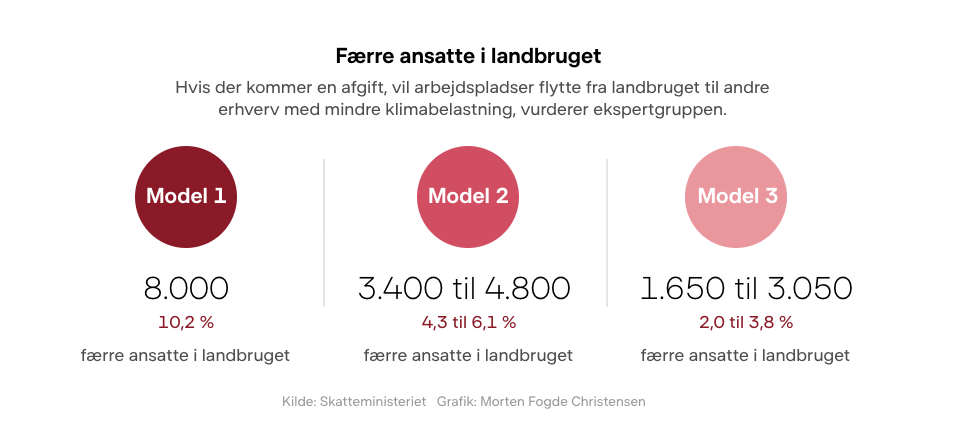 Færre ansatte i landbruget
Hvis der kommer en afgift, vil arbejdspladser flytte fra landbruget til andre
erhverv med mindre klimabelastning, vurderer ekspertgruppen.
Model 1
8.000
10,2 %
færre ansatte i landbruget
Model 2
3.400 til 4.800
4,3 til 6,1 %
færre ansatte i landbruget
Model 3
1.650 til 3.050
2,0 til 3,8 %
færre ansatte i landbruget
Kilde: Skatteministeriet Grafik: Morten Fogde Christensen